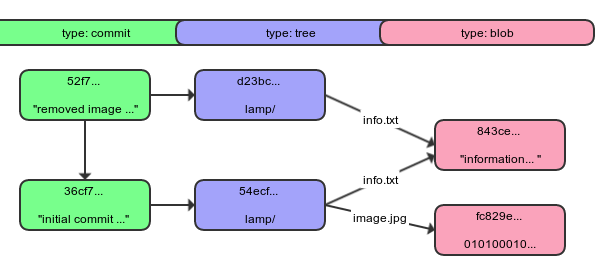 type: commit
type: tree
type: blob
52f7...
"removed image ..."
d23bc...
lamp/
info.txt
843ce...
"information... "
36cf7...
"initial commit ..."
54ecf...
lamp/
info.txt
image.jpg
fc829e...
010100010...